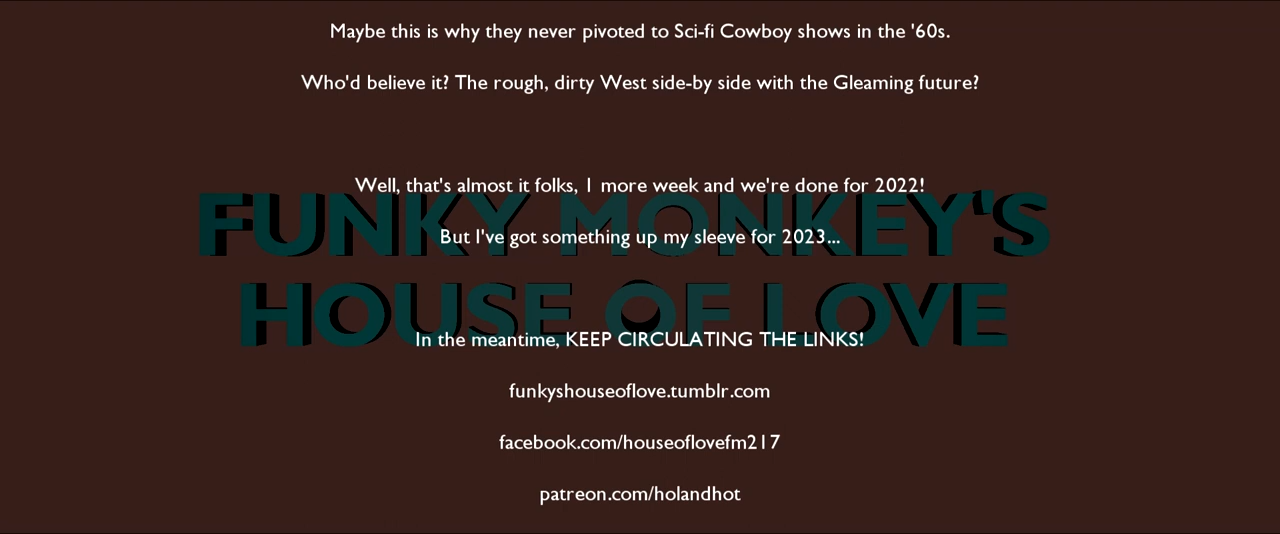 Maybe this is why they never pivoted to Sci-fi Cowboy shows in the '60s.
Who'd believe it? The rough, dirty West side-by side with the Gleaming future?
Well, that's almost it folks, 1 more week and we're done for 2022!
FUNKY MONKEY'S
But I've got something up my sleeve for 2023...
HOUSE OF LOVE
In the meantime, KEEP CIRCULATING THE LINKS!
funkyshouseoflove.tumblr.com
facebook.com/houseoflovefm217
patreon.com/holandhot